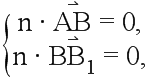 n · AB⃗ = 0,
n · BB₁⃗ = 0,